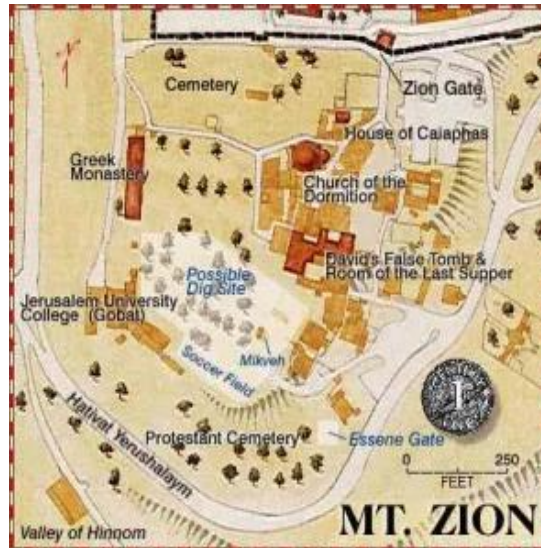 Cemetery
Zion Gate
House of Caiaphas
Greek
Monastery
Church of the
Dormition
David's False Tomb &
Room of the Last Supper
Possible
Dig Site
Jerusalem University
College (Gobat)
Mikveh
Soccer Field
Hativat Yerushalaym
Protestant Cemetery
Essene Gate
0 250
FEET
MT. ZION
Valley of Hinnom